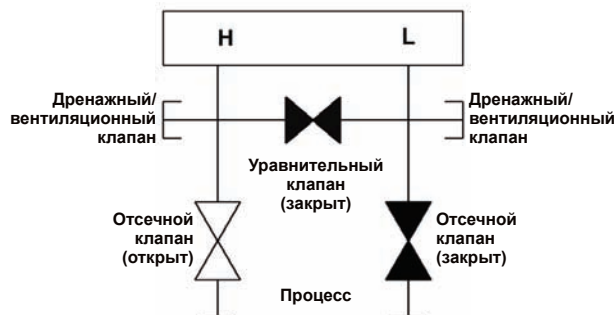 H
L
Дренажный/
вентиляционный
клапан
Дренажный/
вентиляционный
клапан
Уравнительный
клапан
(закрыт)
Отсечной
клапан
(открыт)
Отсечной
клапан
(закрыт)
Процесс